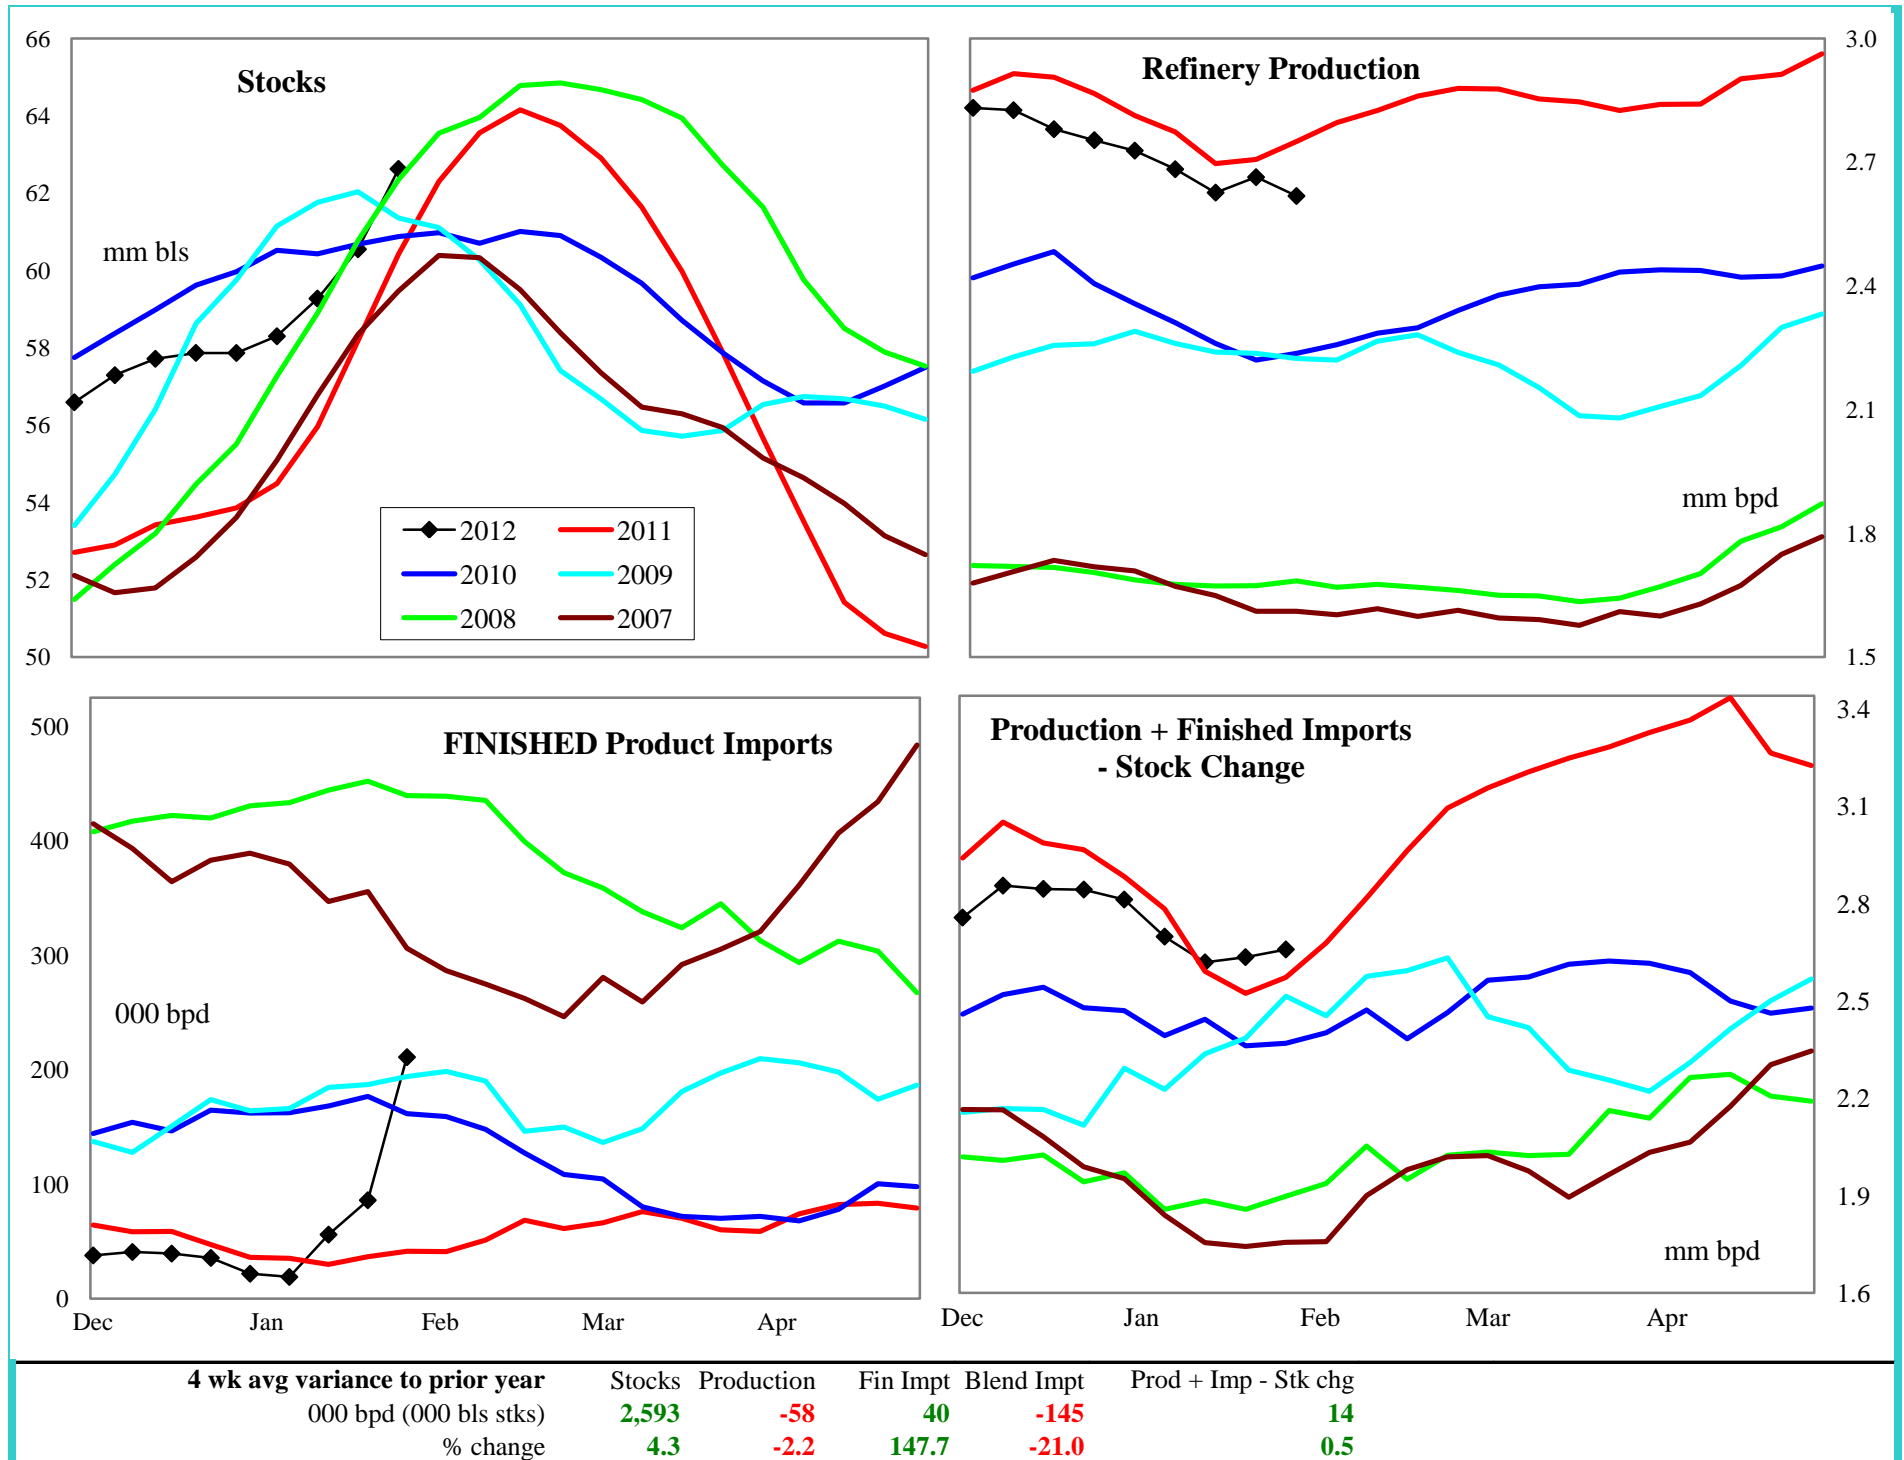 Stocks
mm bls
66
64
62
60
58
56
54
52
50
2012 2011
2010 2009
2008 2007
Refinery Production
mm bpd
3.0
2.7
2.4
2.1
1.8
1.5
FINISHED Product Imports
000 bpd
500
400
300
200
100
0
Dec Jan Feb Mar Apr
Production + Finished Imports
- Stock Change
mm bpd
3.4
3.1
2.8
2.5
2.2
1.9
1.6
Dec Jan Feb Mar Apr
4 wk avg variance to prior year Stocks Production Fin Impt Blend Impt Prod + Imp - Stk chg
000 bpd (000 bls stks) 2,593 -58 40 -145 14
% change 4.3 -2.2 147.7 -21.0 0.5